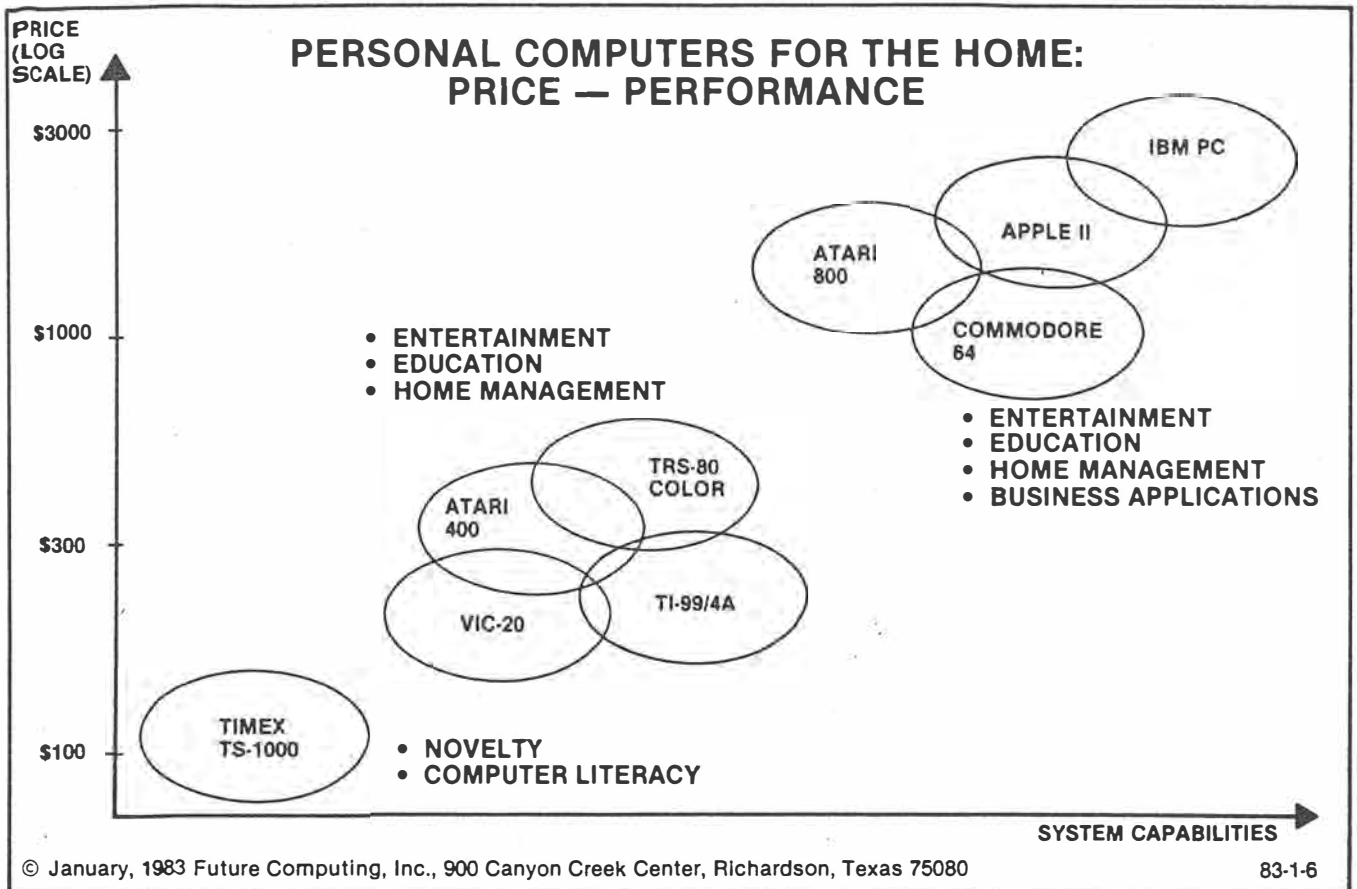 PRICE
(LOG
SCALE)
PERSONAL COMPUTERS FOR THE HOME:
PRICE — PERFORMANCE
$3000
$1000
$300
$100
IBM PC
APPLE II
ATARI
800
COMMODORE
64
• ENTERTAINMENT
• EDUCATION
• HOME MANAGEMENT
• ENTERTAINMENT
• EDUCATION
• HOME MANAGEMENT
• BUSINESS APPLICATIONS
TRS-80
COLOR
ATARI
400
TI-99/4A
VIC-20
TIMEX
TS-1000
• NOVELTY
• COMPUTER LITERACY
SYSTEM CAPABILITIES
© January, 1983 Future Computing, Inc., 900 Canyon Creek Center, Richardson, Texas 75080
83-1-6